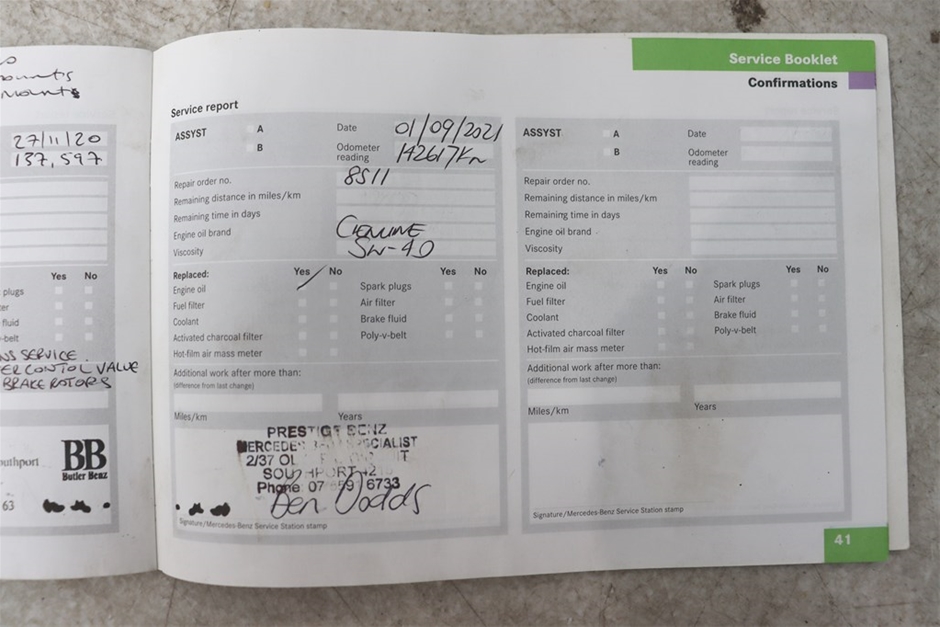 ounts
mounts
27/11/20
137,597
Yes No
plugs
fluid
-belt
SERVICE.
CONTOL VALVE
BRAKE ROTORS
outhport
BB
Butler Benz
63
Service Booklet
Confirmations
Service report
ASSYST A
B
Date 01/09/2021
Odometer
reading 142617Km
Repair order no. 8511
Remaining distance in miles/km
Remaining time in days
Engine oil brand GENUINE
Viscosity 5W-40
Replaced: Yes No Yes No
Engine oil Spark plugs
Fuel filter Air filter
Coolant Brake fluid
Activated charcoal filter Poly-v-belt
Hot-film air mass meter
Additional work after more than:
(difference from last change)
Miles/km Years
PRESTIGE BENZ
MERCEDES SPECIALIST
2/37
SOUTHPORT
Phone 07 6733
Ben Dodds
Signature/Mercedes-Benz Service Station stamp
ASSYST A
B
Date
Odometer
reading
Repair order no.
Remaining distance in miles/km
Remaining time in days
Engine oil brand
Viscosity
Replaced: Yes No Yes No
Engine oil Spark plugs
Fuel filter Air filter
Coolant Brake fluid
Activated charcoal filter Poly-v-belt
Hot-film air mass meter
Additional work after more than:
(difference from last change)
Miles/km Years
Signature/Mercedes-Benz Service Station stamp
41